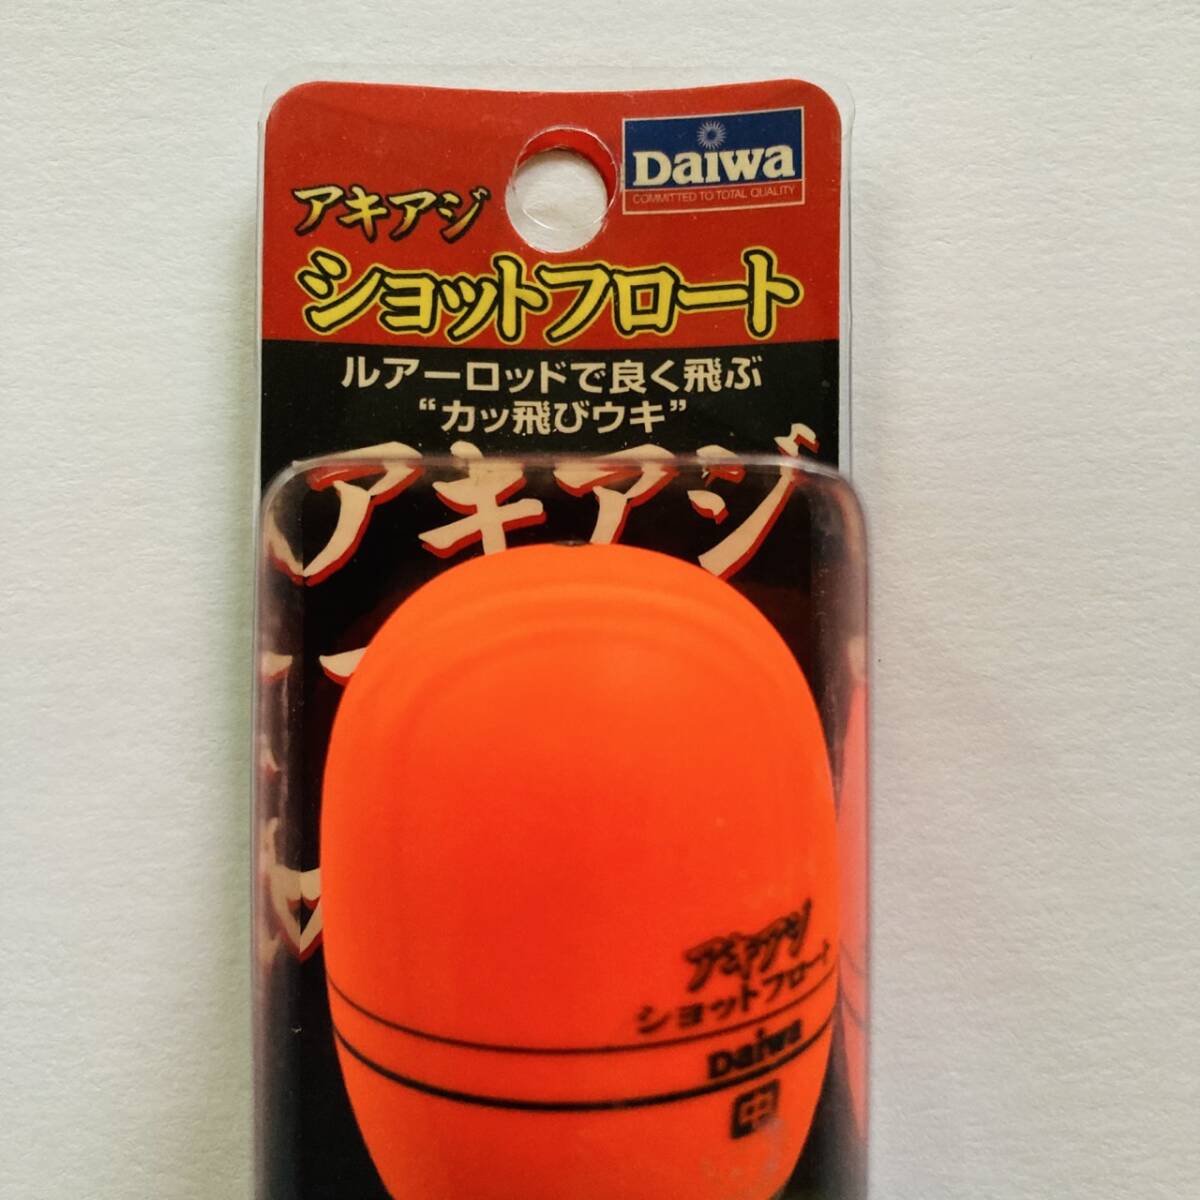 Daiwa
COMMITTED TO TOTAL QUALITY
アキアジ
ショットフロート
ルアーロッドで良く飛ぶ
“カッ飛びウキ”
アキアジ
アキアジ
ショットフロート
Daiwa
中